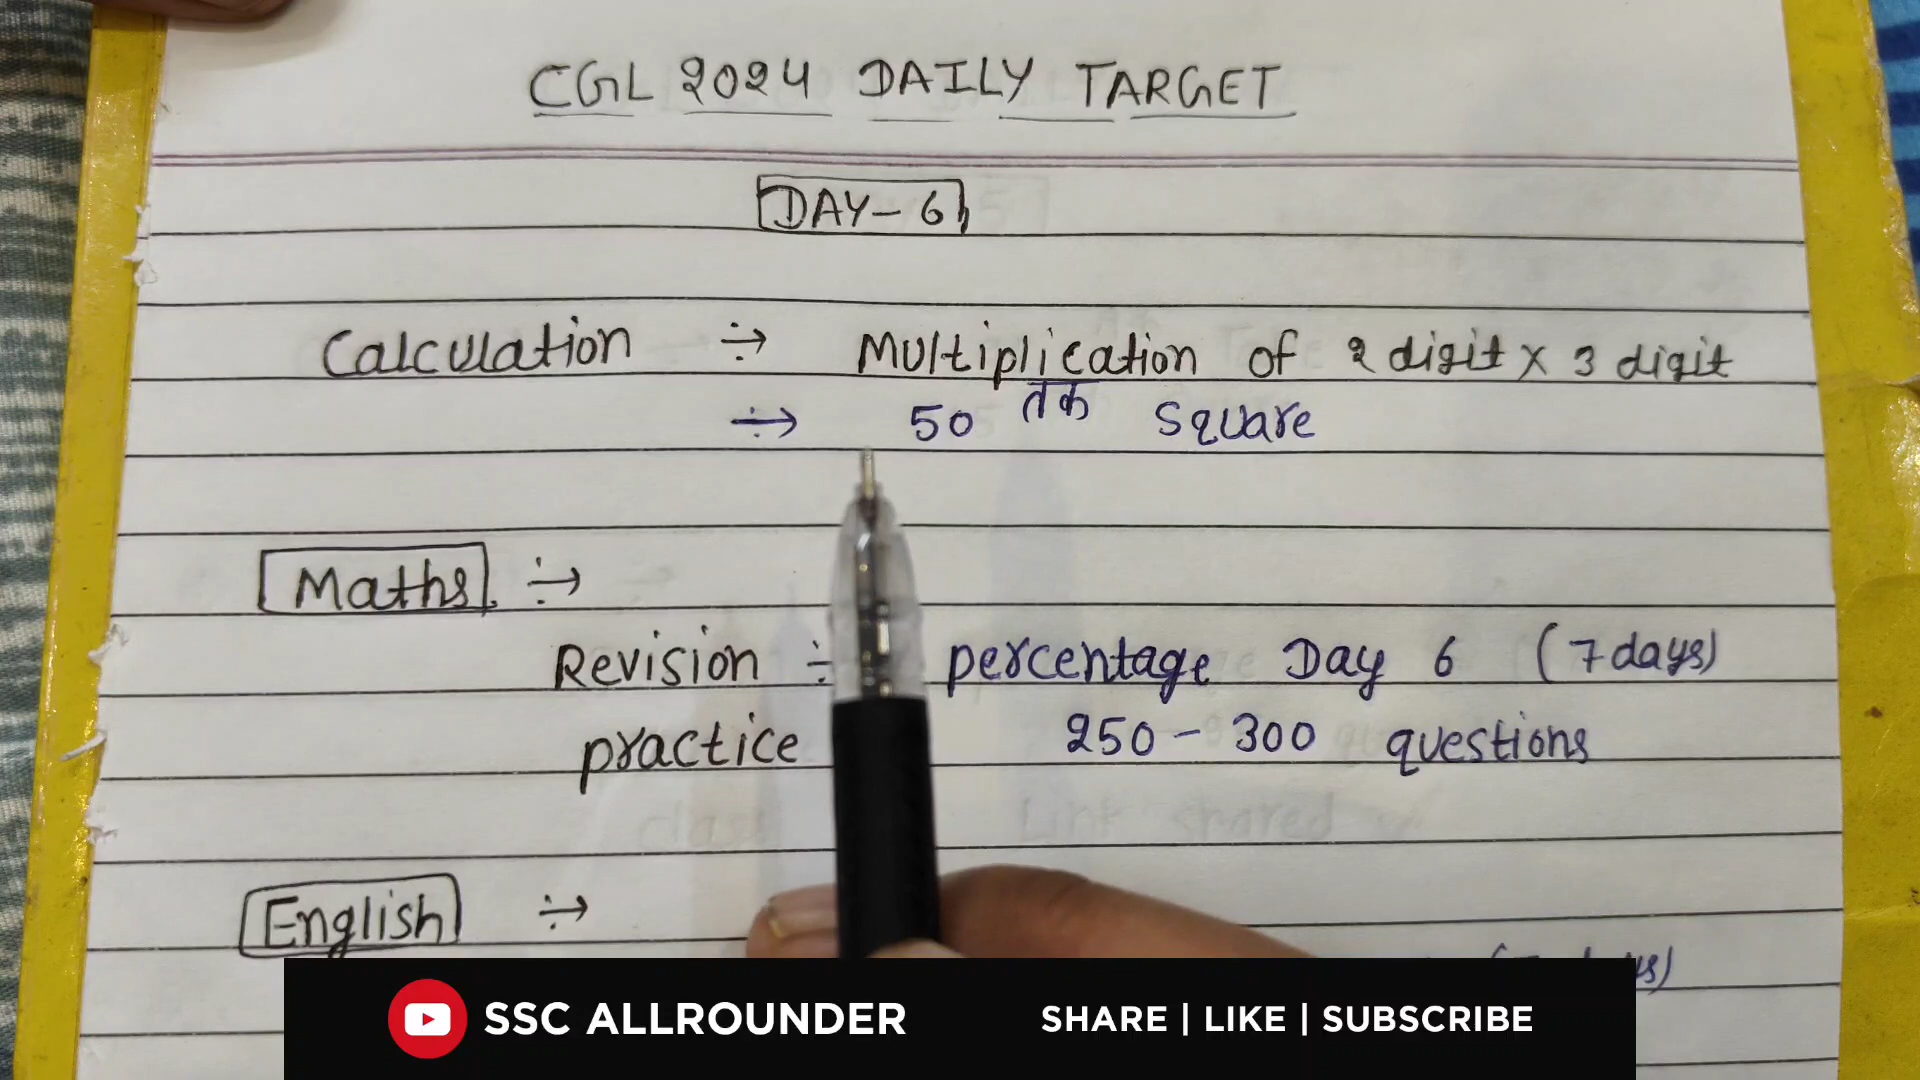 CGL 2024 DAILY TARGET
DAY-6
Calculation ÷→ Multiplication of 2 digit x 3 digit
÷→ 50 तक Square
Maths ÷→
Revision ÷ percentage Day 6 (7 days)
practice 250 - 300 questions
English ÷→
SSC ALLROUNDER SHARE | LIKE | SUBSCRIBE